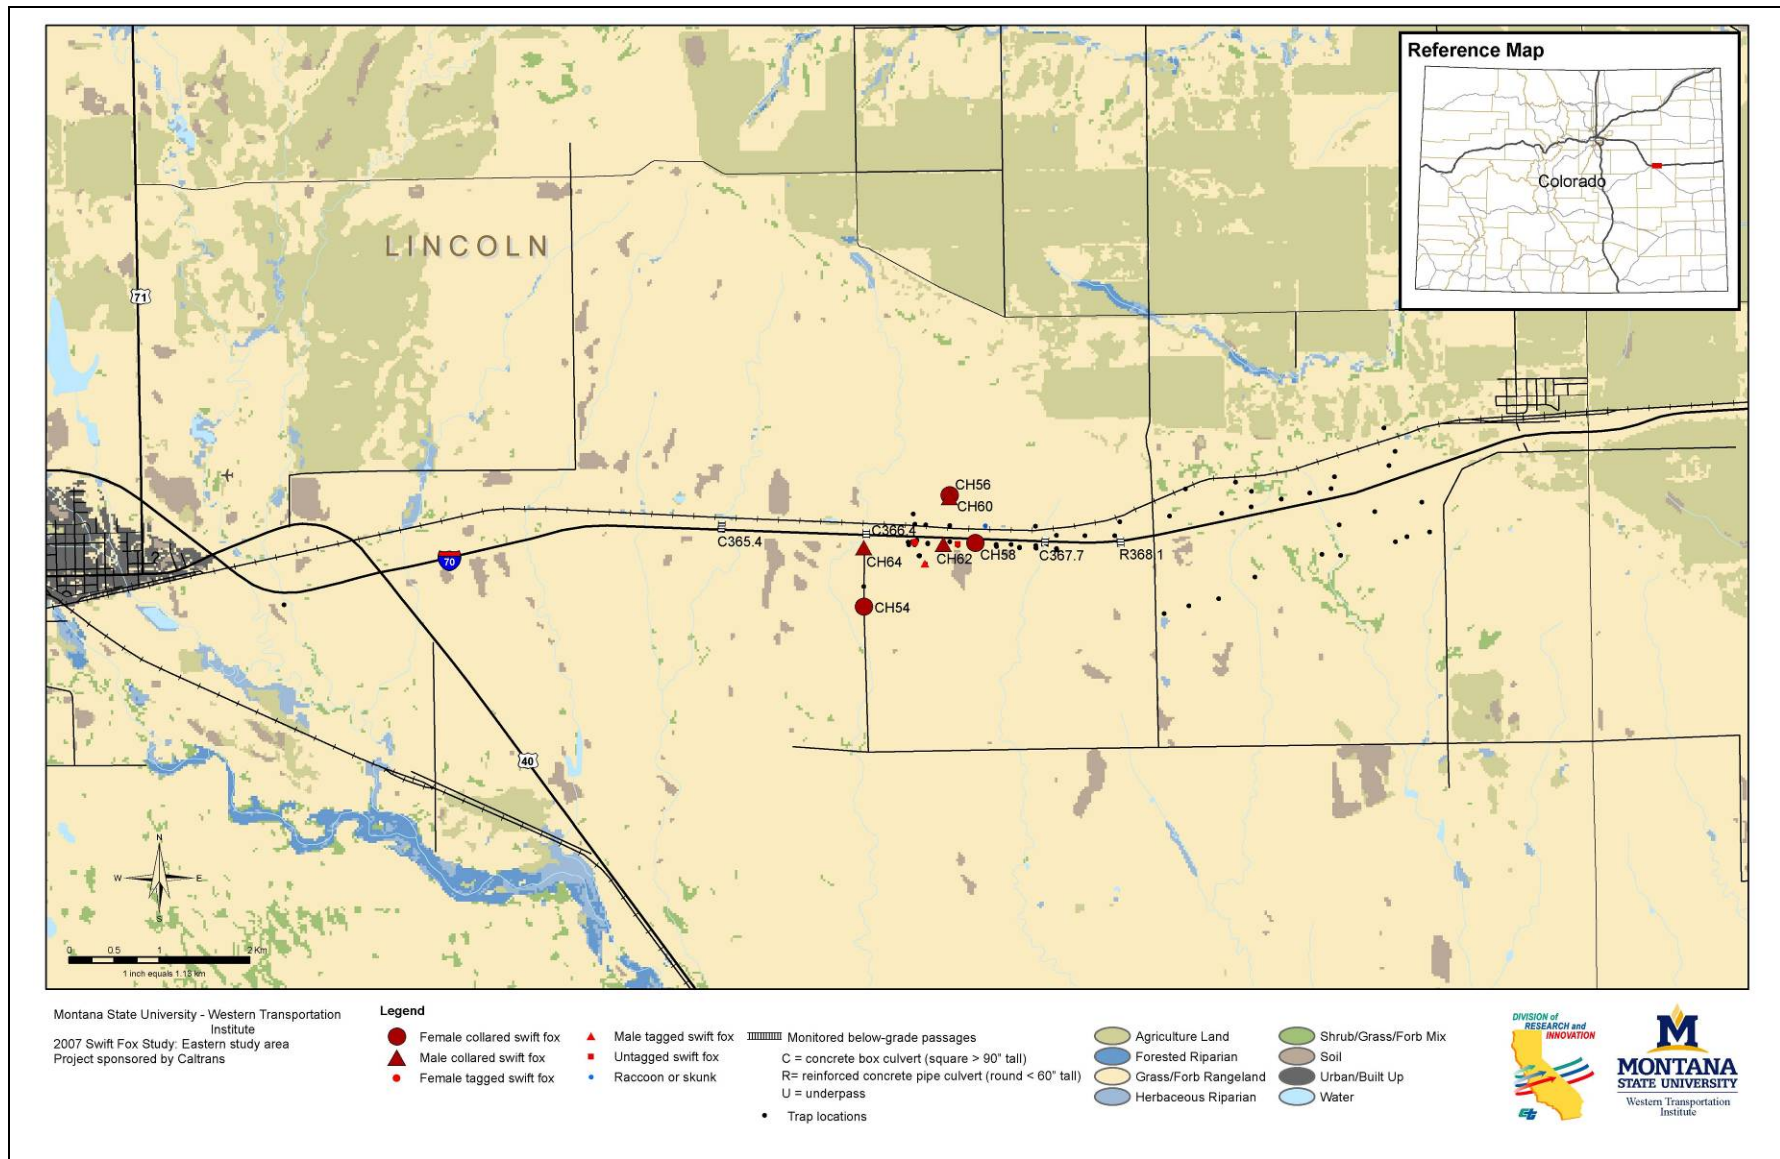 Reference Map
Colorado
LINCOLN
71
CH56
CH60
C365.4
C366.4
CH64
CH62
CH58
C367.7
R368.1
70
CH54
40
N
W
E
S
0
0.5
1
2 Km
1 inch equals 1.13 km
Montana State University - Western Transportation
Institute
2007 Swift Fox Study: Eastern study area
Project sponsored by Caltrans
Legend
Female collared swift fox
Male collared swift fox
Female tagged swift fox
Male tagged swift fox
Untagged swift fox
Raccoon or skunk
Monitored below-grade passages
C = concrete box culvert (square > 90" tall)
R= reinforced concrete pipe culvert (round < 60" tall)
U = underpass
Trap locations
Agriculture Land
Forested Riparian
Grass/Forb Rangeland
Herbaceous Riparian
Shrub/Grass/Forb Mix
Soil
Urban/Built Up
Water
DIVISION of
RESEARCH and
INNOVATION
Ct
M
MONTANA
STATE UNIVERSITY
Western Transportation
Institute